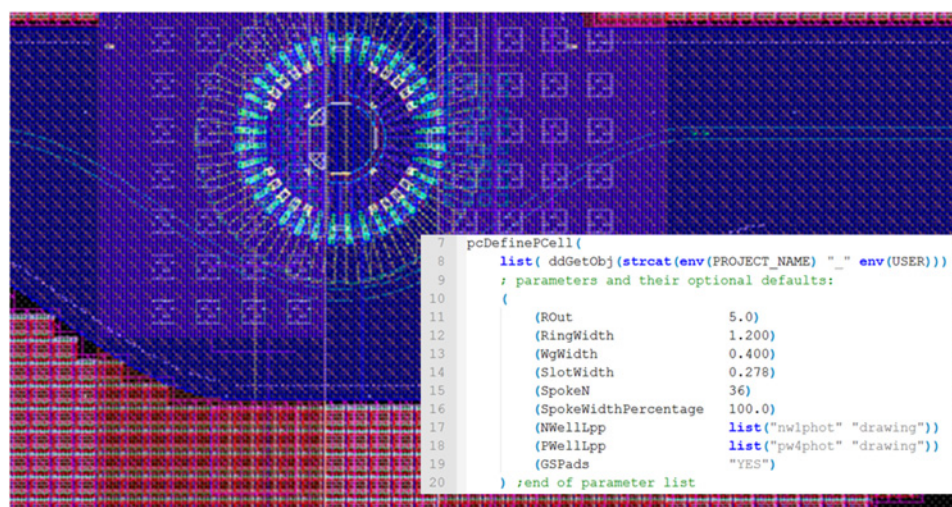 7 pcDefinePCell(
8 list( ddGetObj(strcat(env(PROJECT_NAME) "_" env(USER)))
9 ; parameters and their optional defaults:
10 (
11 (ROut 5.0)
12 (RingWidth 1.200)
13 (WgWidth 0.400)
14 (SlotWidth 0.278)
15 (SpokeN 36)
16 (SpokeWidthPercentage 100.0)
17 (NWellLpp list("nw1phot" "drawing"))
18 (PWellLpp list("pw4phot" "drawing"))
19 (GSPads "YES")
20 ) ;end of parameter list